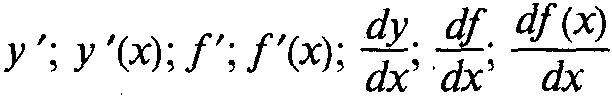 y ′; y ′(x); f ′; f ′(x); dy/dx; df/dx; df (x)/dx